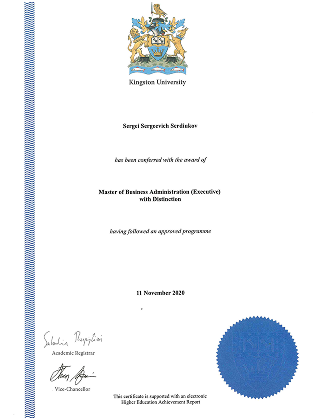 Kingston University
Sergei Sergeevich Serdiukov
has been conferred with the award of
Master of Business Administration (Executive)
with Distinction
having followed an approved programme
11 November 2020
Academic Registrar
Vice-Chancellor
This certificate is supported with an electronic
Higher Education Achievement Report